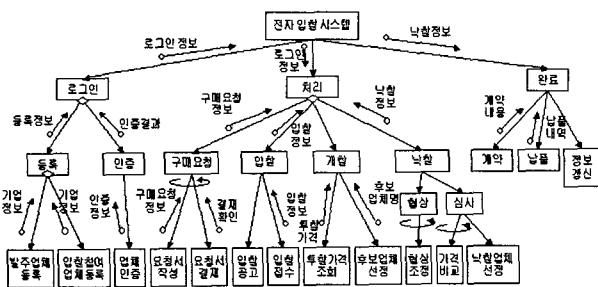 전자 입찰 시스템
로그인 정보
로그인
정보
낙찰정보
로그인
처리
완료
등록정보
인증결과
구매요청
정보
입찰
정보
낙찰
정보
계약
내용
납품
내역
등록
인증
구매요청
입찰
개찰
낙찰
계약
납품
정보
갱신
기업
정보
기업
정보
인증
정보
구매요청
정보
결재
확인
입찰
정보
투찰
가격
후보
업체명
협상
심사
발주업체
등록
입찰참여
업체등록
업체
인증
요청서
작성
요청서
결재
입찰
공고
입찰
접수
투찰가격
조회
후보업체
선정
협상
조정
가격
비교
낙찰업체
선정